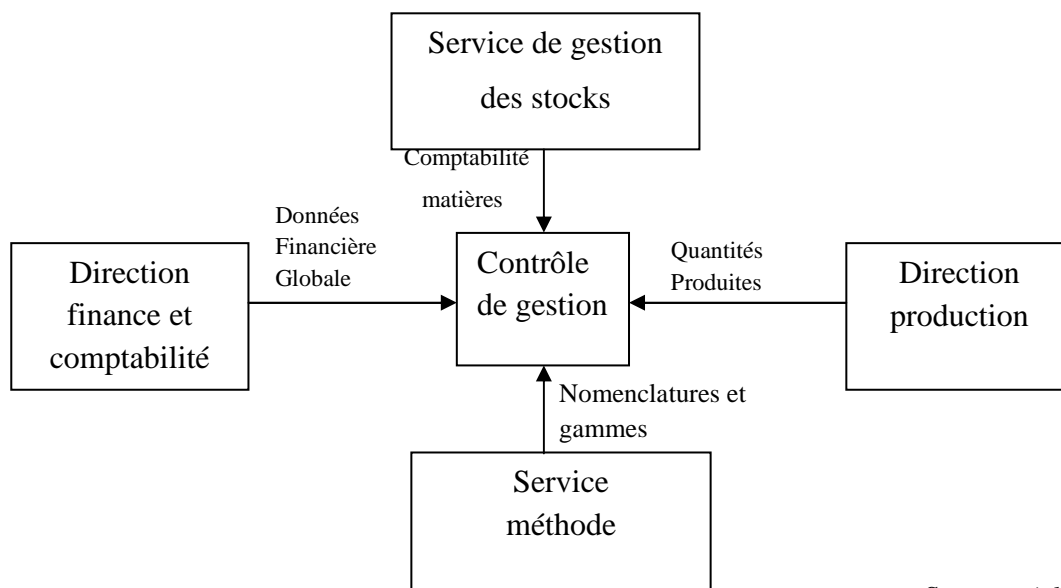 Service de gestion
des stocks
Comptabilité
matières
Données
Financière
Globale
Direction
finance et
comptabilité
Contrôle
de gestion
Quantités
Produites
Direction
production
Nomenclatures et
gammes
Service
méthode